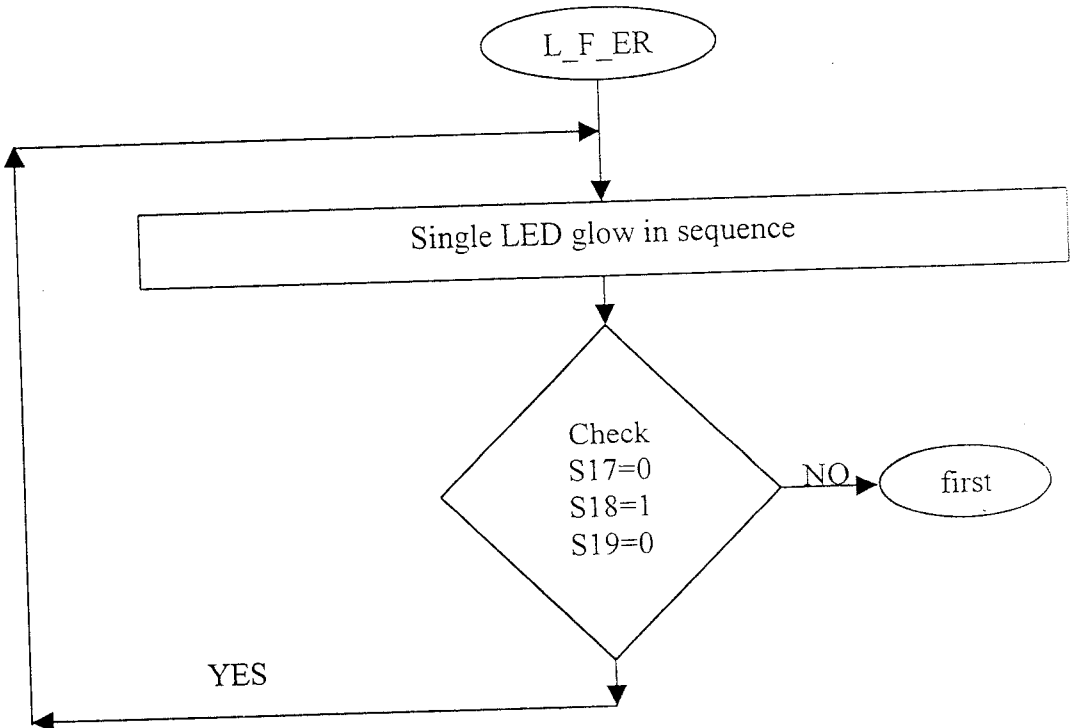 L_F_ER
Single LED glow in sequence
Check
S17=0
S18=1
S19=0
NO
first
YES